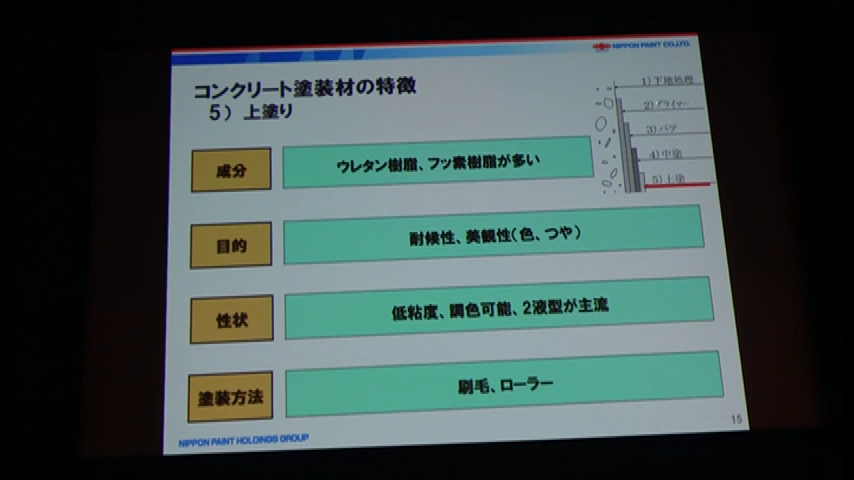 NIPPON PAINT CO.,LTD.
コンクリート塗装材の特徴
5）上塗り
1)下地処理
2)プライマー
3)パテ
4)中塗
5)上塗
成分
ウレタン樹脂、フッ素樹脂が多い
目的
耐候性、美観性（色、つや）
性状
低粘度、調色可能、2液型が主流
塗装方法
刷毛、ローラー
NIPPON PAINT HOLDINGS GROUP
15